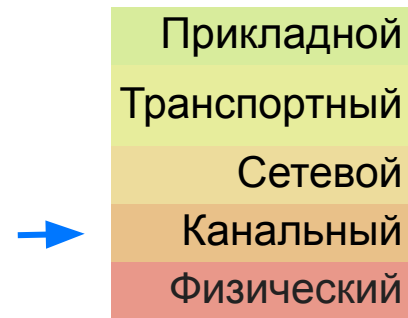 Прикладной
Транспортный
Сетевой
Канальный
Физический